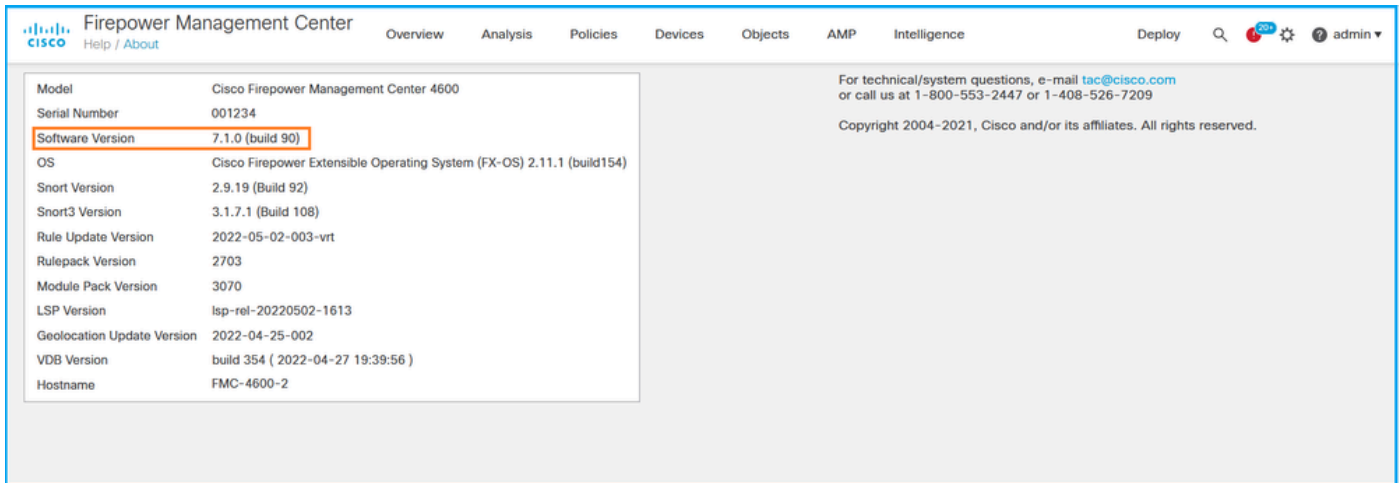 CISCO
Firepower Management Center
Help / About
Overview Analysis Policies Devices Objects AMP Intelligence Deploy 20+ admin
Model Cisco Firepower Management Center 4600
Serial Number 001234
Software Version 7.1.0 (build 90)
OS Cisco Firepower Extensible Operating System (FX-OS) 2.11.1 (build154)
Snort Version 2.9.19 (Build 92)
Snort3 Version 3.1.7.1 (Build 108)
Rule Update Version 2022-05-02-003-vrt
Rulepack Version 2703
Module Pack Version 3070
LSP Version lsp-rel-20220502-1613
Geolocation Update Version 2022-04-25-002
VDB Version build 354 ( 2022-04-27 19:39:56 )
Hostname FMC-4600-2
For technical/system questions, e-mail tac@cisco.com
or call us at 1-800-553-2447 or 1-408-526-7209
Copyright 2004-2021, Cisco and/or its affiliates. All rights reserved.